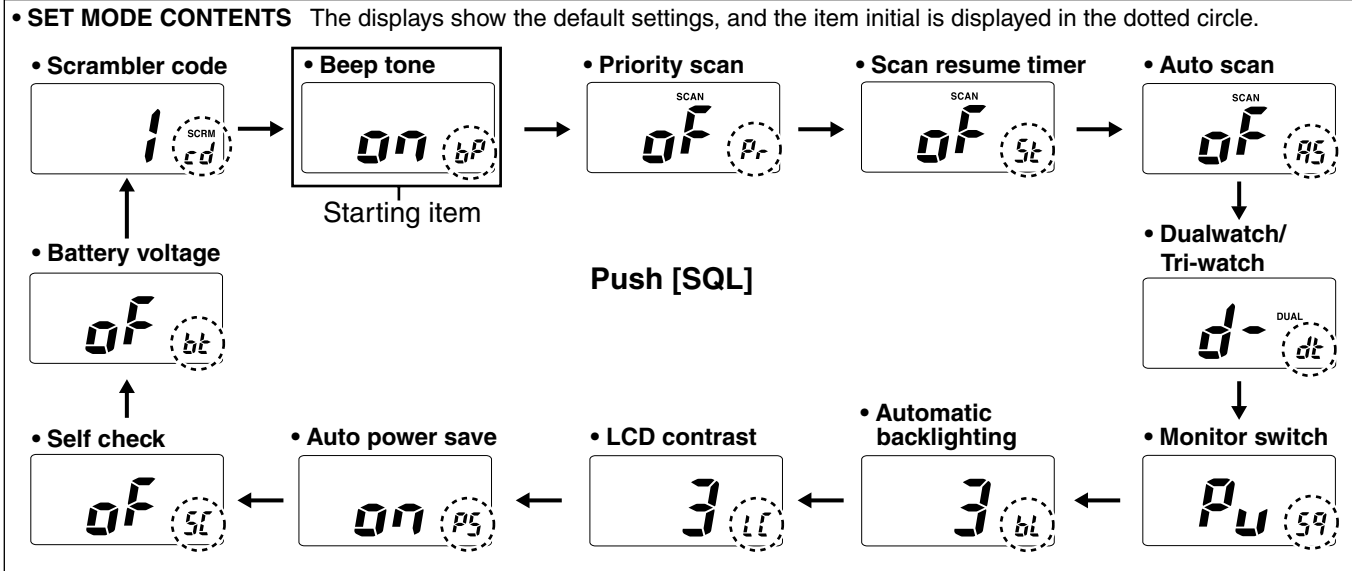 • SET MODE CONTENTS The displays show the default settings, and the item initial is displayed in the dotted circle.
• Scrambler code
1 SCRM cd
• Beep tone
on bP
Starting item
• Priority scan
SCAN
oF Pr
• Scan resume timer
SCAN
oF St
• Auto scan
SCAN
oF AS
• Dualwatch/
Tri-watch
d- DUAL dt
• Monitor switch
Pu Sq
• Automatic
backlighting
3 bL
• LCD contrast
3 LC
• Auto power save
on PS
• Self check
oF SC
• Battery voltage
oF bt
Push [SQL]